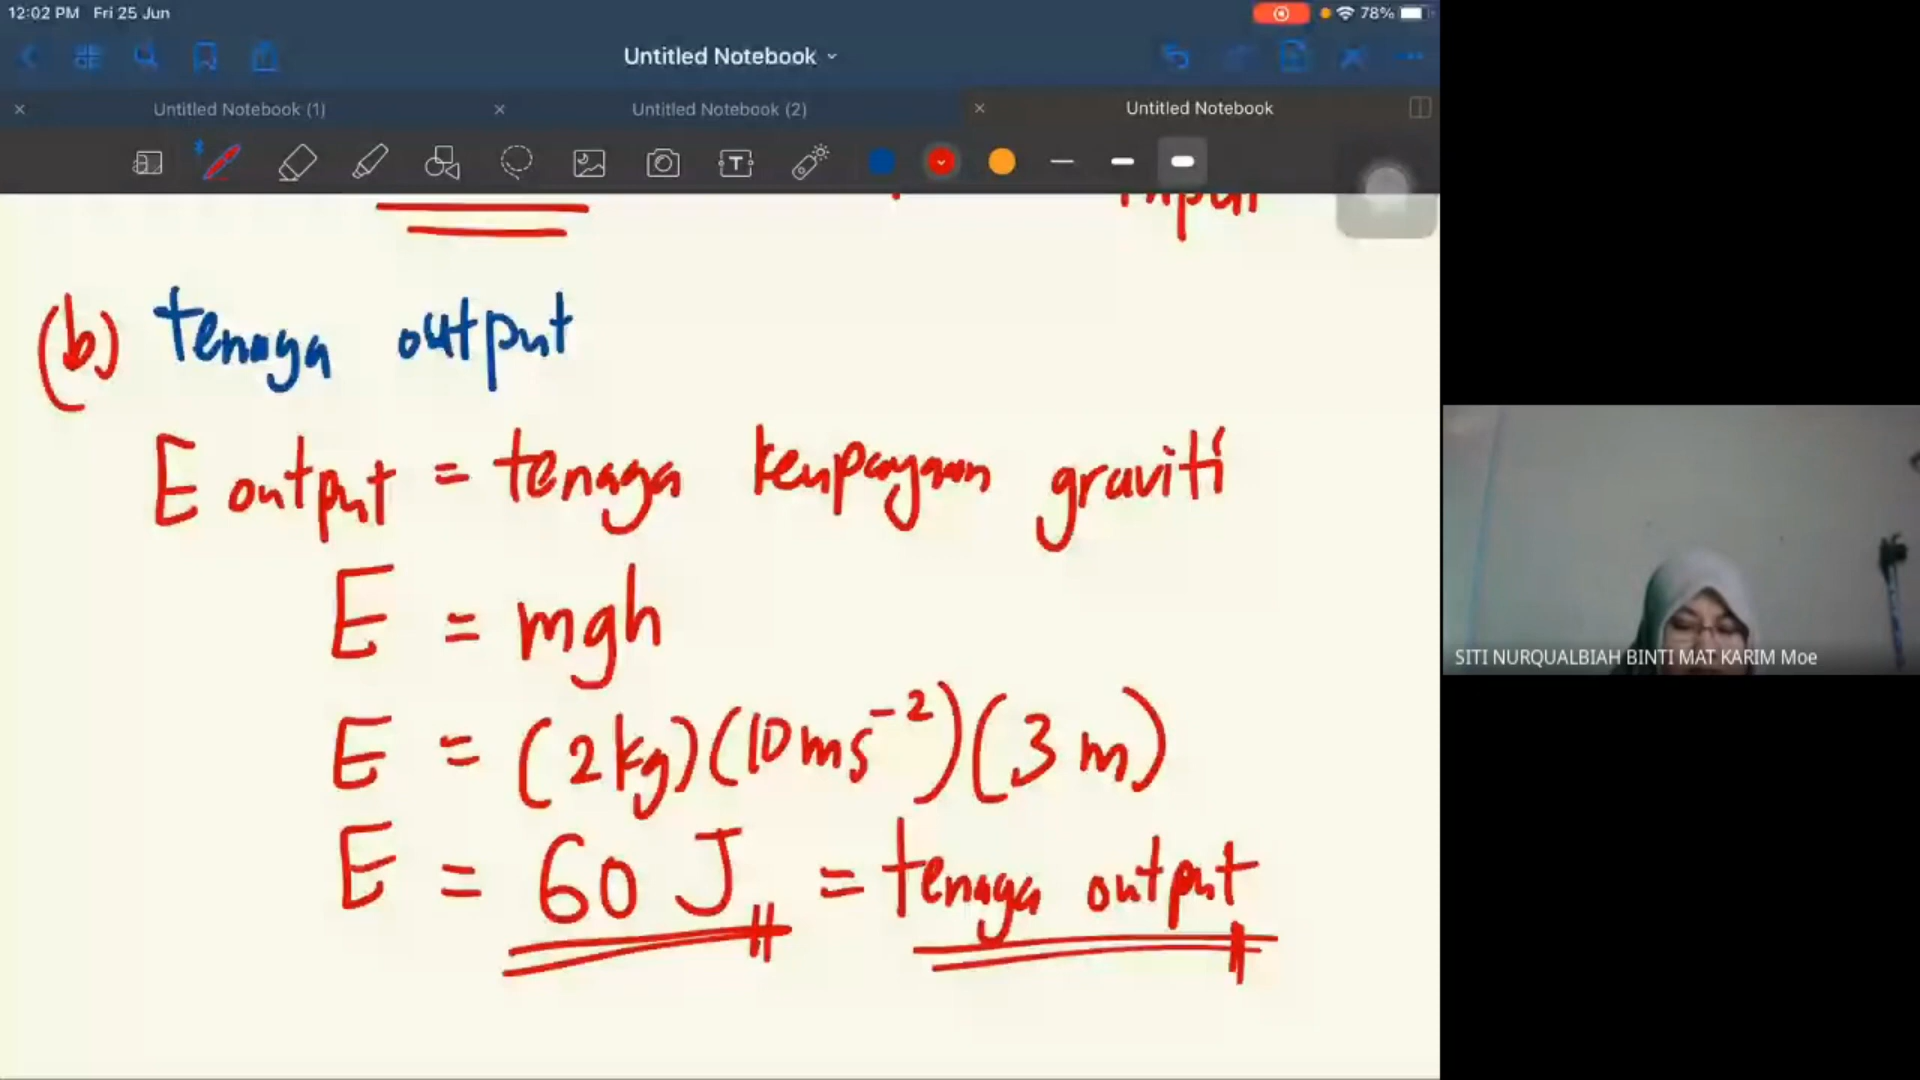 12:02 PM Fri 25 Jun
78%
Untitled Notebook
Untitled Notebook (1)
Untitled Notebook (2)
Untitled Notebook
T
(b) tenaga output
E output = tenaga keupayaan graviti
E = mgh
E = (2kg)(10ms⁻²)(3 m)
E = 60 J = tenaga output
SITI NURQUALBIAH BINTI MAT KARIM Moe